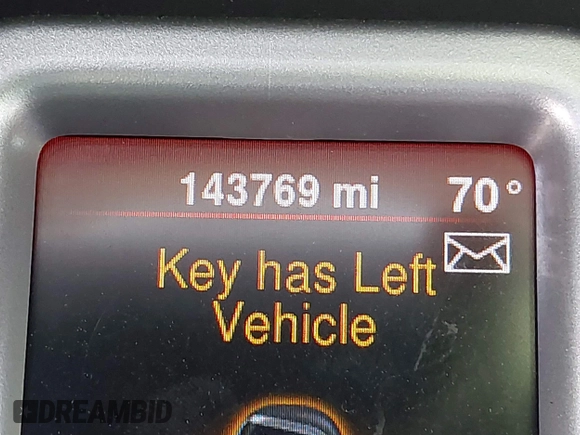 143769 mi 70°
Key has Left
Vehicle
DREAMBID